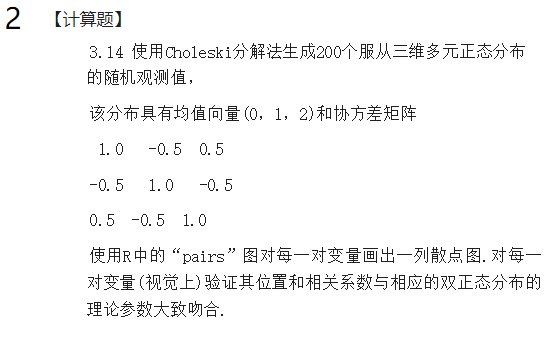 2 【计算题】
3.14 使用Choleski分解法生成200个服从三维多元正态分布
的随机观测值,
该分布具有均值向量(0, 1, 2)和协方差矩阵
1.0 -0.5 0.5
-0.5 1.0 -0.5
0.5 -0.5 1.0
使用R中的“pairs”图对每一对变量画出一列散点图.对每一
对变量(视觉上)验证其位置和相关系数与相应的双正态分布的
理论参数大致吻合.